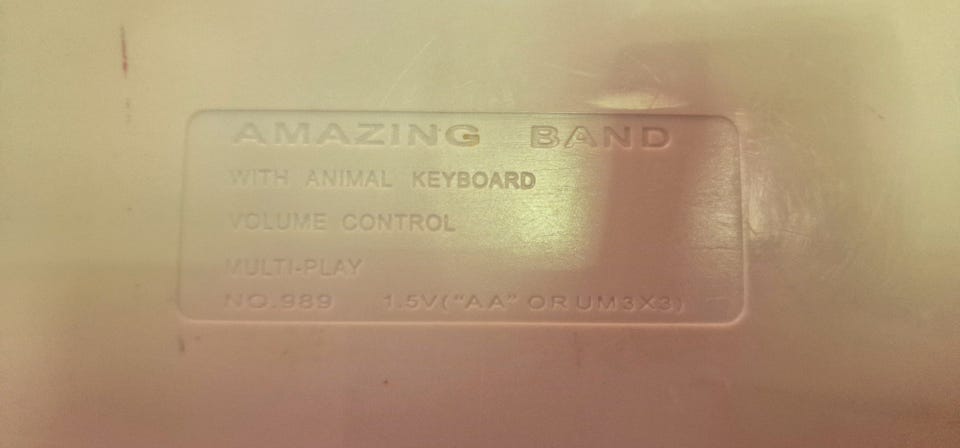 AMAZING BAND
WITH ANIMAL KEYBOARD
VOLUME CONTROL
MULTI-PLAY
NO.989 1.5V("AA" OR UM3X3)